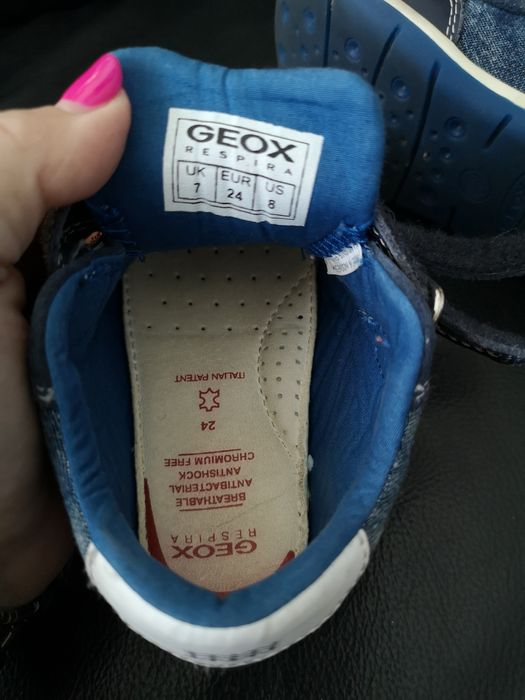 GEOX
RESPIRA
UK EUR US
7 24 8
ITALIAN PATENT
24
CHROMIUM FREE
ANTISHOCK
ANTIBACTERIAL
BREATHABLE
RESPIRA
GEOX